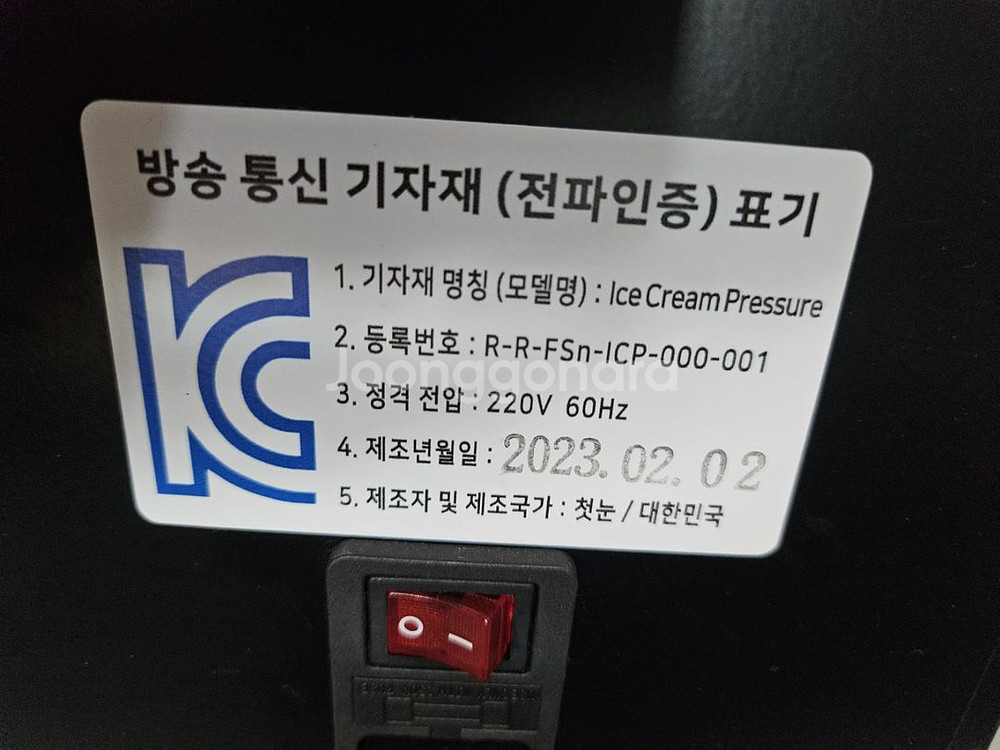 방송 통신 기자재 (전파인증) 표기
KC
1. 기자재 명칭 (모델명) : Ice Cream Pressure
2. 등록번호 : R-R-FSn-ICP-000-001
Joonggonara
3. 정격 전압 : 220V 60Hz
4. 제조년월일 : 2023. 02. 02
5. 제조자 및 제조국가 : 첫눈 / 대한민국